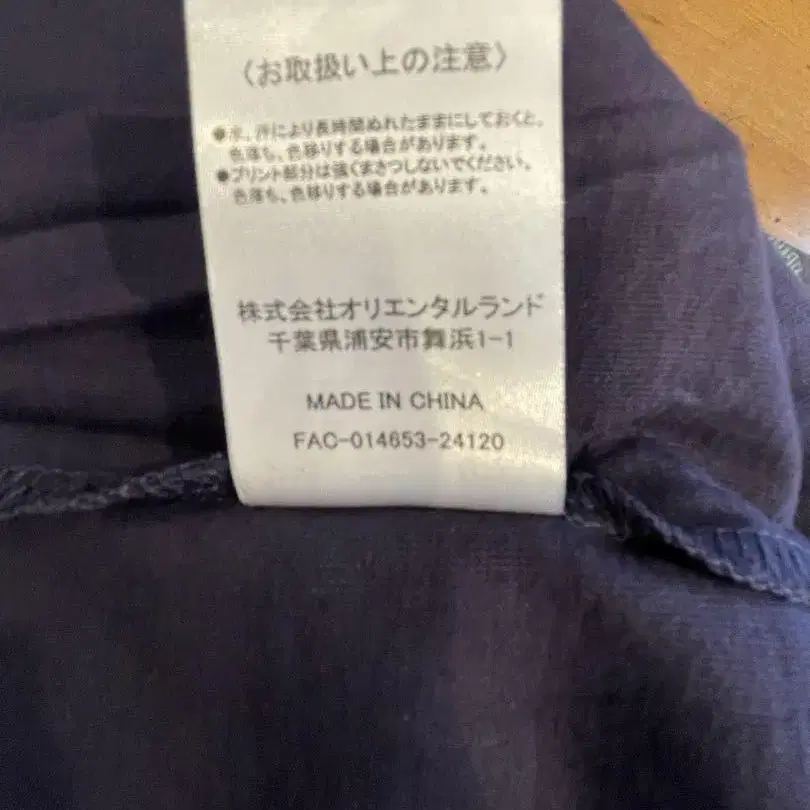 〈お取扱い上の注意〉
●水、汗により長時間ぬれたままにしておくと、
色落ち、色移りする場合があります。
●プリント部分は強くまさつしないでください。
色落ち、色移りする場合があります。
株式会社オリエンタルランド
千葉県浦安市舞浜1-1
MADE IN CHINA
FAC-014653-24120